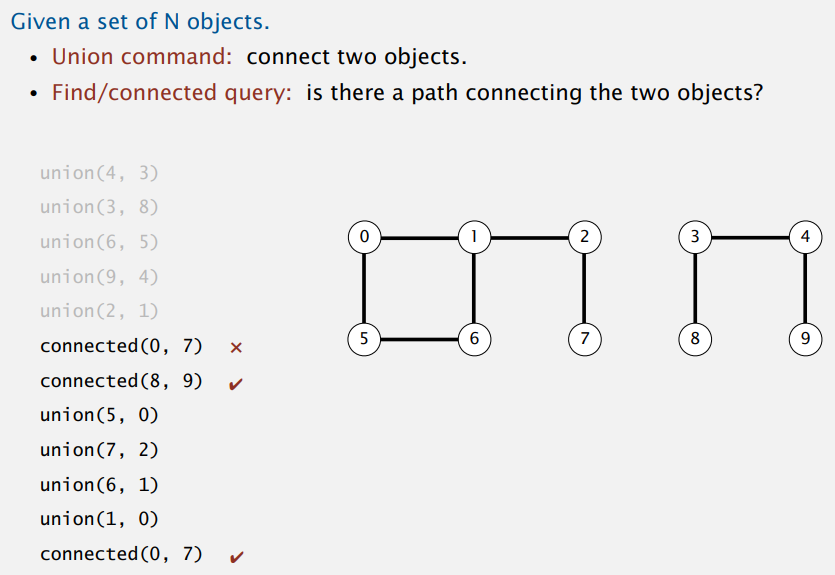 Given a set of N objects.
• Union command: connect two objects.
• Find/connected query: is there a path connecting the two objects?
union(4, 3)
union(3, 8)
union(6, 5)
union(9, 4)
union(2, 1)
connected(0, 7) ×
connected(8, 9) ✔
union(5, 0)
union(7, 2)
union(6, 1)
union(1, 0)
connected(0, 7) ✔
0 1 2 3 4
5 6 7 8 9